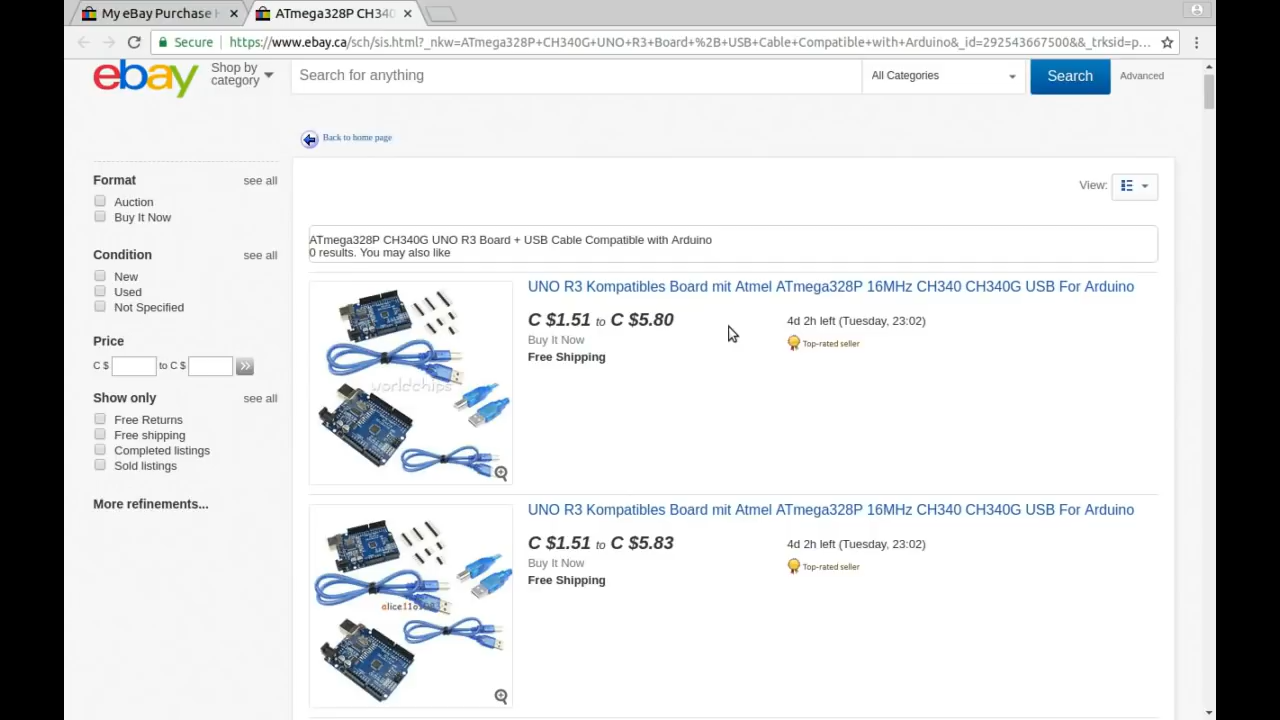 My eBay Purchase H
ATmega328P CH340
Secure
https://www.ebay.ca/sch/sis.html?_nkw=ATmega328P+CH340G+UNO+R3+Board+%2B+USB+Cable+Compatible+with+Arduino&_id=292543667500&&_trksid=p...
ebay
Shop by
category
Search for anything
All Categories
Search
Advanced
Back to home page
Format
see all
Auction
Buy It Now
Condition
see all
New
Used
Not Specified
Price
C $
to C $
Show only
see all
Free Returns
Free shipping
Completed listings
Sold listings
More refinements...
View:
ATmega328P CH340G UNO R3 Board + USB Cable Compatible with Arduino
0 results. You may also like
UNO R3 Kompatibles Board mit Atmel ATmega328P 16MHz CH340 CH340G USB For Arduino
C $1.51 to C $5.80
Buy It Now
Free Shipping
4d 2h left (Tuesday, 23:02)
Top-rated seller
worldchips
UNO R3 Kompatibles Board mit Atmel ATmega328P 16MHz CH340 CH340G USB For Arduino
C $1.51 to C $5.83
Buy It Now
Free Shipping
4d 2h left (Tuesday, 23:02)
Top-rated seller